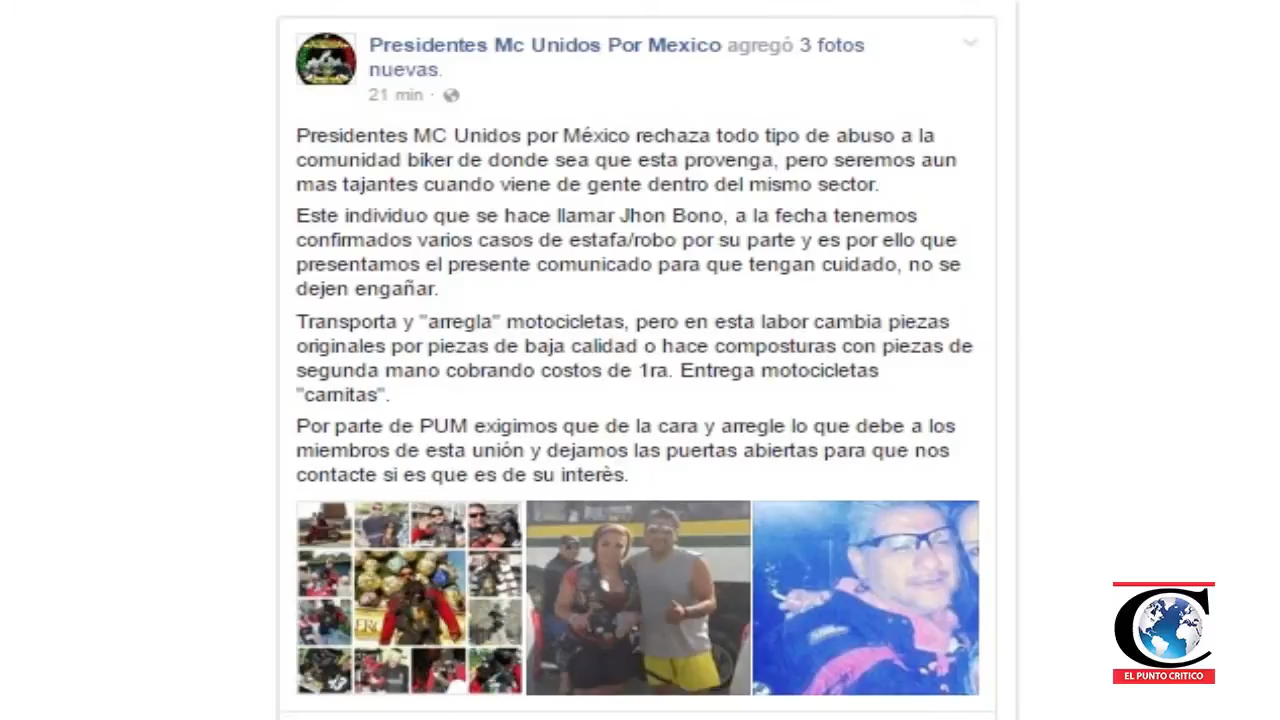 Presidentes Mc Unidos Por Mexico agregó 3 fotos
nuevas.
21 min ·
Presidentes MC Unidos por México rechaza todo tipo de abuso a la
comunidad biker de donde sea que esta provenga, pero seremos aun
mas tajantes cuando viene de gente dentro del mismo sector.
Este individuo que se hace llamar Jhon Bono, a la fecha tenemos
confirmados varios casos de estafa/robo por su parte y es por ello que
presentamos el presente comunicado para que tengan cuidado, no se
dejen engañar.
Transporta y "arregla" motocicletas, pero en esta labor cambia piezas
originales por piezas de baja calidad o hace composturas con piezas de
segunda mano cobrando costos de 1ra. Entrega motocicletas
"carnitas".
Por parte de PUM exigimos que de la cara y arregle lo que debe a los
miembros de esta unión y dejamos las puertas abiertas para que nos
contacte si es que es de su interès.
C
EL PUNTO CRITICO